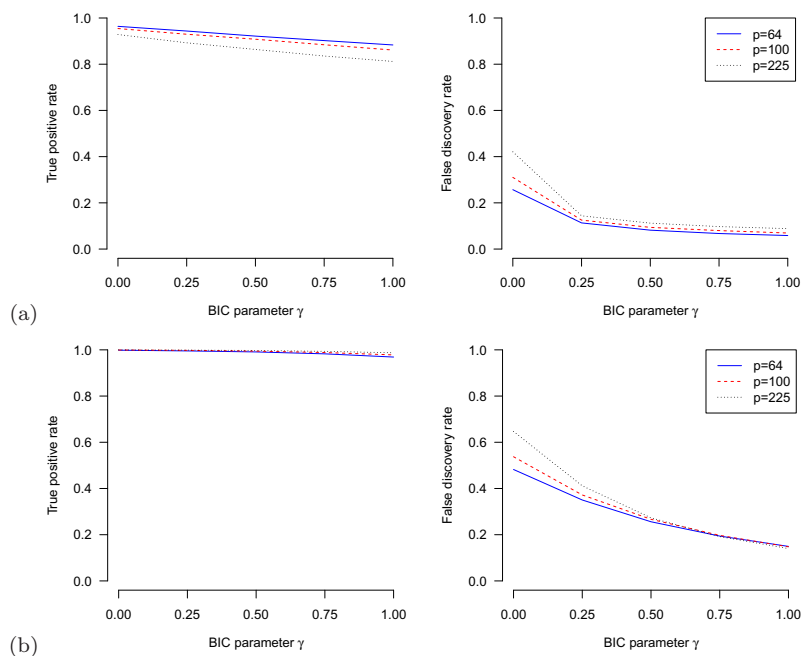 1.0
0.8
0.6
0.4
0.2
0.0
True positive rate
0.00 0.25 0.50 0.75 1.00
BIC parameter γ
1.0
0.8
0.6
0.4
0.2
0.0
False discovery rate
0.00 0.25 0.50 0.75 1.00
BIC parameter γ
p=64
p=100
p=225
(a)
1.0
0.8
0.6
0.4
0.2
0.0
True positive rate
0.00 0.25 0.50 0.75 1.00
BIC parameter γ
1.0
0.8
0.6
0.4
0.2
0.0
False discovery rate
0.00 0.25 0.50 0.75 1.00
BIC parameter γ
p=64
p=100
p=225
(b)